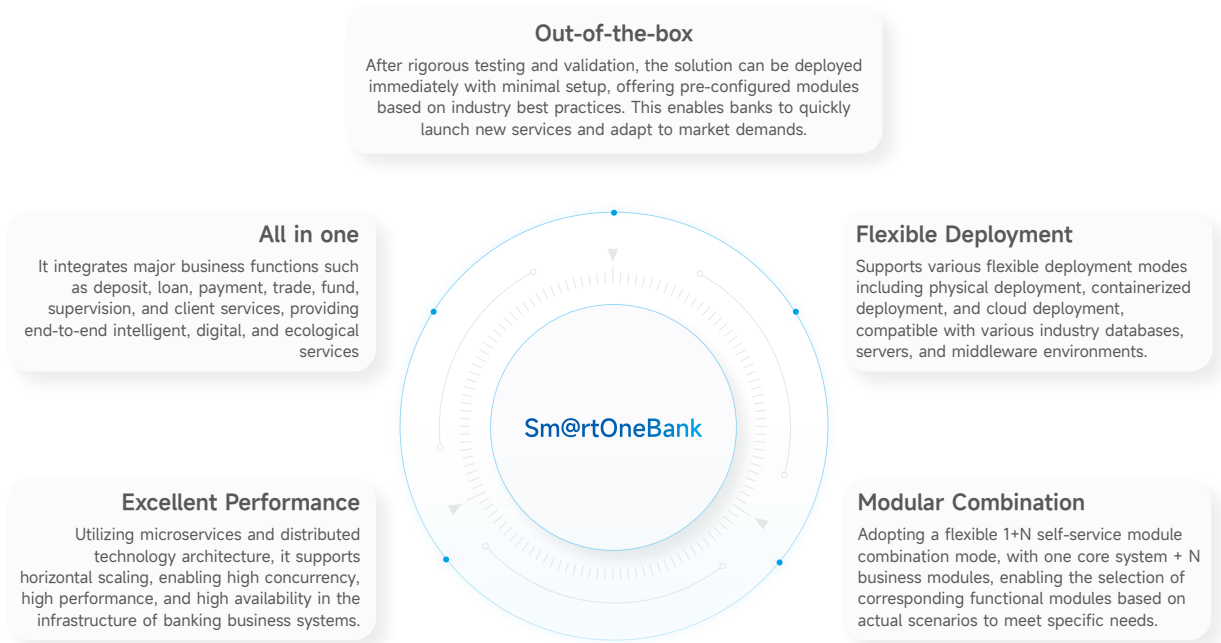 Out-of-the-box
After rigorous testing and validation, the solution can be deployed
immediately with minimal setup, offering pre-configured modules
based on industry best practices. This enables banks to quickly
launch new services and adapt to market demands.
All in one
It integrates major business functions such
as deposit, loan, payment, trade, fund,
supervision, and client services, providing
end-to-end intelligent, digital, and ecological
services
Flexible Deployment
Supports various flexible deployment modes
including physical deployment, containerized
deployment, and cloud deployment,
compatible with various industry databases,
servers, and middleware environments.
Sm@rtOneBank
Excellent Performance
Utilizing microservices and distributed
technology architecture, it supports
horizontal scaling, enabling high concurrency,
high performance, and high availability in the
infrastructure of banking business systems.
Modular Combination
Adopting a flexible 1+N self-service module
combination mode, with one core system + N
business modules, enabling the selection of
corresponding functional modules based on
actual scenarios to meet specific needs.